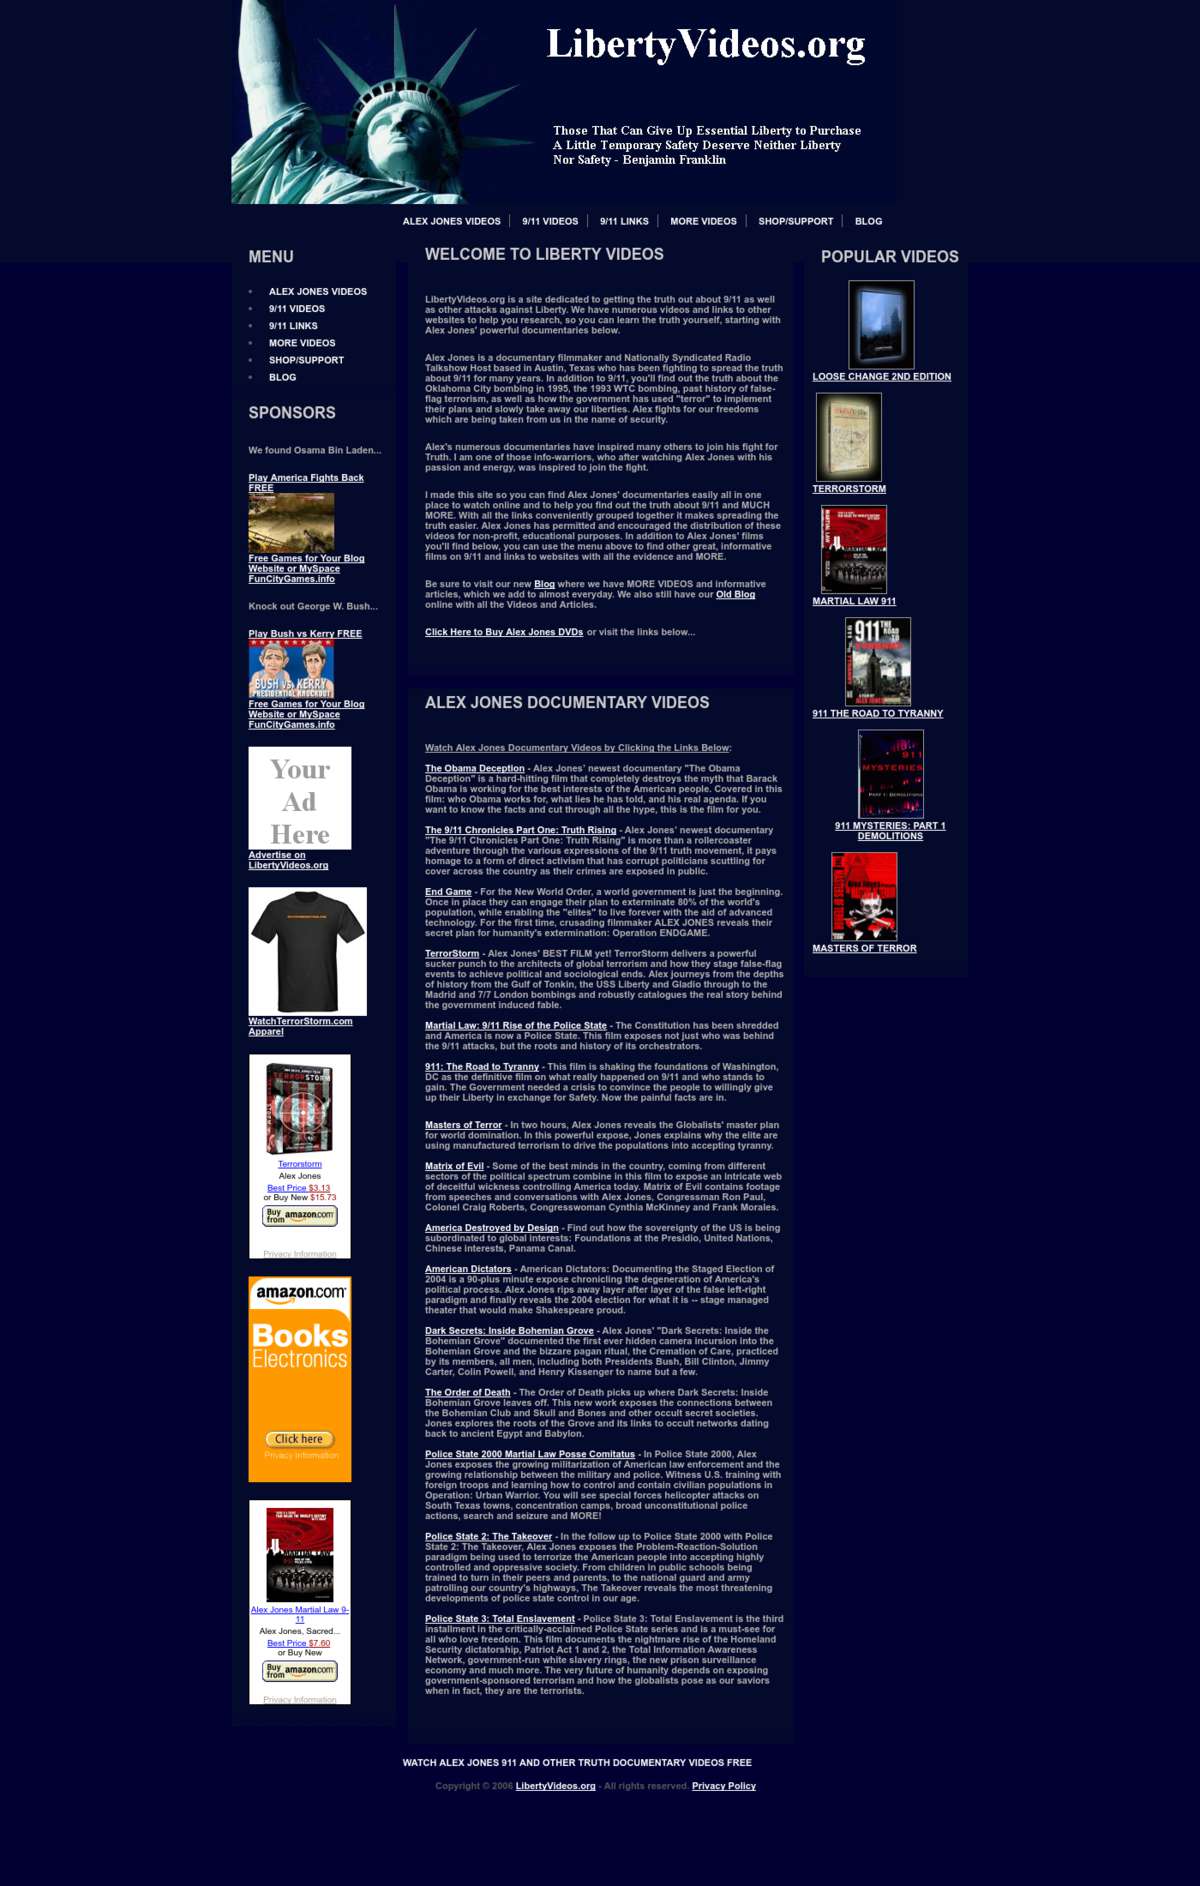 LibertyVideos.org
Those That Can Give Up Essential Liberty to Purchase
A Little Temporary Safety Deserve Neither Liberty
Nor Safety - Benjamin Franklin
ALEX JONES VIDEOS
9/11 VIDEOS
9/11 LINKS
MORE VIDEOS
SHOP/SUPPORT
BLOG
MENU
ALEX JONES VIDEOS
9/11 VIDEOS
9/11 LINKS
MORE VIDEOS
SHOP/SUPPORT
BLOG
SPONSORS
We found Osama Bin Laden...
Play America Fights Back
FREE
Free Games for Your Blog
Website or MySpace
FunCityGames.info
Knock out George W. Bush...
Play Bush vs Kerry FREE
BUSH vs. KERRY
PRESIDENTIAL KNOCKOUT
Free Games for Your Blog
Website or MySpace
FunCityGames.info
Your
Ad
Here
Advertise on
LibertyVideos.org
WatchTerrorStorm.com
Apparel
TERRORSTORM
Terrorstorm
Alex Jones
Best Price $3.13
or Buy New $15.73
Buy from amazon.com
Privacy Information
amazon.com
Books
Electronics
Click here
Privacy Information
MARTIAL LAW
Alex Jones Martial Law 9-
11
Alex Jones, Sacred...
Best Price $7.60
or Buy New
Buy from amazon.com
Privacy Information
WELCOME TO LIBERTY VIDEOS
LibertyVideos.org is a site dedicated to getting the truth out about 9/11 as well
as other attacks against Liberty. We have numerous videos and links to other
websites to help you research, so you can learn the truth yourself, starting with
Alex Jones' powerful documentaries below.
Alex Jones is a documentary filmmaker and Nationally Syndicated Radio
Talkshow Host based in Austin, Texas who has been fighting to spread the truth
about 9/11 for many years. In addition to 9/11, you'll find out the truth about the
Oklahoma City bombing in 1995, the 1993 WTC bombing, past history of false-
flag terrorism, as well as how the government has used "terror" to implement
their plans and slowly take away our liberties. Alex fights for our freedoms
which are being taken from us in the name of security.
Alex's numerous documentaries have inspired many others to join his fight for
Truth. I am one of those info-warriors, who after watching Alex Jones with his
passion and energy, was inspired to join the fight.
I made this site so you can find Alex Jones' documentaries easily all in one
place to watch online and to help you find out the truth about 9/11 and MUCH
MORE. With all the links conveniently grouped together it makes spreading the
truth easier. Alex Jones has permitted and encouraged the distribution of these
videos for non-profit, educational purposes. In addition to Alex Jones' films
you'll find below, you can use the menu above to find other great, informative
films on 9/11 and links to websites with all the evidence and MORE.
Be sure to visit our new Blog where we have MORE VIDEOS and informative
articles, which we add to almost everyday. We also still have our Old Blog
online with all the Videos and Articles.
Click Here to Buy Alex Jones DVDs or visit the links below...
ALEX JONES DOCUMENTARY VIDEOS
Watch Alex Jones Documentary Videos by Clicking the Links Below:
The Obama Deception - Alex Jones' newest documentary "The Obama
Deception" is a hard-hitting film that completely destroys the myth that Barack
Obama is working for the best interests of the American people. Covered in this
film: who Obama works for, what lies he has told, and his real agenda. If you
want to know the facts and cut through all the hype, this is the film for you.
The 9/11 Chronicles Part One: Truth Rising - Alex Jones' newest documentary
"The 9/11 Chronicles Part One: Truth Rising" is more than a rollercoaster
adventure through the various expressions of the 9/11 truth movement, it pays
homage to a form of direct activism that has corrupt politicians scuttling for
cover across the country as their crimes are exposed in public.
End Game - For the New World Order, a world government is just the beginning.
Once in place they can engage their plan to exterminate 80% of the world's
population, while enabling the "elites" to live forever with the aid of advanced
technology. For the first time, crusading filmmaker ALEX JONES reveals their
secret plan for humanity's extermination: Operation ENDGAME.
TerrorStorm - Alex Jones' BEST FILM yet! TerrorStorm delivers a powerful
sucker punch to the architects of global terrorism and how they stage false-flag
events to achieve political and sociological ends. Alex journeys from the depths
of history from the Gulf of Tonkin, the USS Liberty and Gladio through to the
Madrid and 7/7 London bombings and robustly catalogues the real story behind
the government induced fable.
Martial Law: 9/11 Rise of the Police State - The Constitution has been shredded
and America is now a Police State. This film exposes not just who was behind
the 9/11 attacks, but the roots and history of its orchestrators.
911: The Road to Tyranny - This film is shaking the foundations of Washington,
DC as the definitive film on what really happened on 9/11 and who stands to
gain. The Government needed a crisis to convince the people to willingly give
up their Liberty in exchange for Safety. Now the painful facts are in.
Masters of Terror - In two hours, Alex Jones reveals the Globalists' master plan
for world domination. In this powerful expose, Jones explains why the elite are
using manufactured terrorism to drive the populations into accepting tyranny.
Matrix of Evil - Some of the best minds in the country, coming from different
sectors of the political spectrum combine in this film to expose an intricate web
of deceitful wickedness controlling America today. Matrix of Evil contains footage
from speeches and conversations with Alex Jones, Congressman Ron Paul,
Colonel Craig Roberts, Congresswoman Cynthia McKinney and Frank Morales.
America Destroyed by Design - Find out how the sovereignty of the US is being
subordinated to global interests: Foundations at the Presidio, United Nations,
Chinese interests, Panama Canal.
American Dictators - American Dictators: Documenting the Staged Election of
2004 is a 90-plus minute expose chronicling the degeneration of America's
political process. Alex Jones rips away layer after layer of the false left-right
paradigm and finally reveals the 2004 election for what it is -- stage managed
theater that would make Shakespeare proud.
Dark Secrets: Inside Bohemian Grove - Alex Jones' "Dark Secrets: Inside the
Bohemian Grove" documented the first ever hidden camera incursion into the
Bohemian Grove and the bizzare pagan ritual, the Cremation of Care, practiced
by its members, all men, including both Presidents Bush, Bill Clinton, Jimmy
Carter, Colin Powell, and Henry Kissenger to name but a few.
The Order of Death - The Order of Death picks up where Dark Secrets: Inside
Bohemian Grove leaves off. This new work exposes the connections between
the Bohemian Club and Skull and Bones and other occult secret societies.
Jones explores the roots of the Grove and its links to occult networks dating
back to ancient Egypt and Babylon.
Police State 2000 Martial Law Posse Comitatus - In Police State 2000, Alex
Jones exposes the growing militarization of American law enforcement and the
growing relationship between the military and police. Witness U.S. training with
foreign troops and learning how to control and contain civilian populations in
Operation: Urban Warrior. You will see special forces helicopter attacks on
South Texas towns, concentration camps, broad unconstitutional police
actions, search and seizure and MORE!
Police State 2: The Takeover - In the follow up to Police State 2000 with Police
State 2: The Takeover, Alex Jones exposes the Problem-Reaction-Solution
paradigm being used to terrorize the American people into accepting highly
controlled and oppressive society. From children in public schools being
trained to turn in their peers and parents, to the national guard and army
patrolling our country's highways, The Takeover reveals the most threatening
developments of police state control in our age.
Police State 3: Total Enslavement - Police State 3: Total Enslavement is the third
installment in the critically-acclaimed Police State series and is a must-see for
all who love freedom. This film documents the nightmare rise of the Homeland
Security dictatorship, Patriot Act 1 and 2, the Total Information Awareness
Network, government-run white slavery rings, the new prison surveillance
economy and much more. The very future of humanity depends on exposing
government-sponsored terrorism and how the globalists pose as our saviors
when in fact, they are the terrorists.
POPULAR VIDEOS
LOOSE CHANGE 2ND EDITION
TERRORSTORM
MARTIAL LAW
MARTIAL LAW 911
911 THE ROAD TO
TYRANNY
911 THE ROAD TO TYRANNY
911
MYSTERIES
PART 1: DEMOLITIONS
911 MYSTERIES: PART 1
DEMOLITIONS
MASTERS OF TERROR
WATCH ALEX JONES 911 AND OTHER TRUTH DOCUMENTARY VIDEOS FREE
Copyright © 2006 LibertyVideos.org - All rights reserved. Privacy Policy